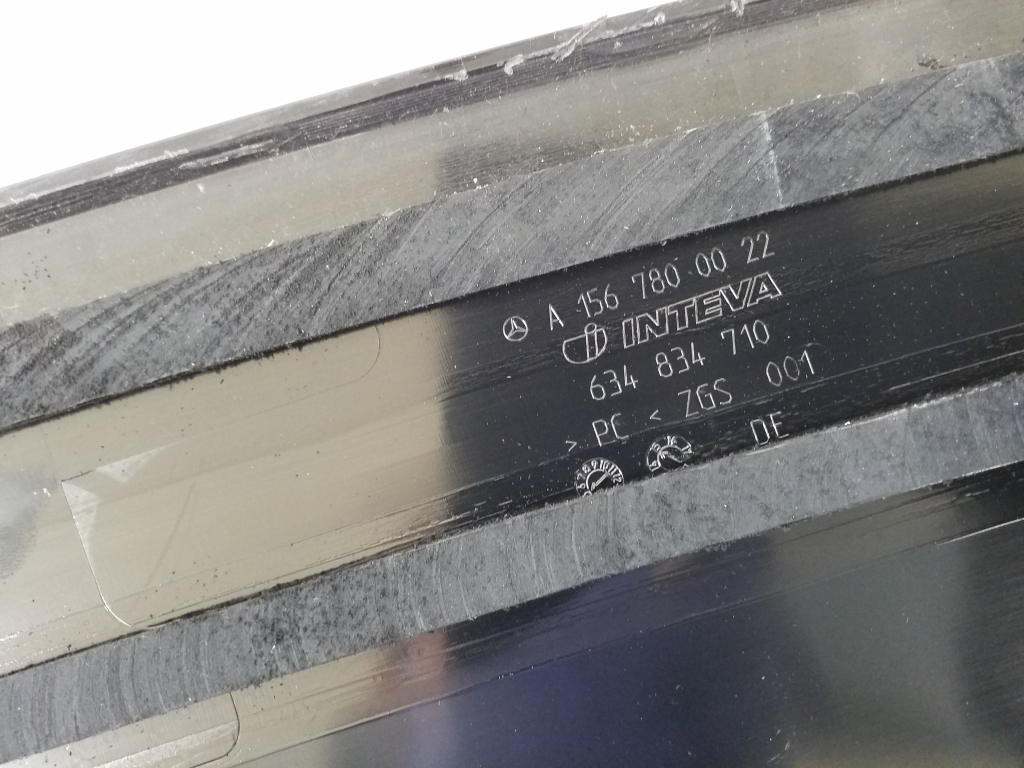 A 156 780 00 22
INTEVA
634 834 710
> PC < ZGS 001
DE